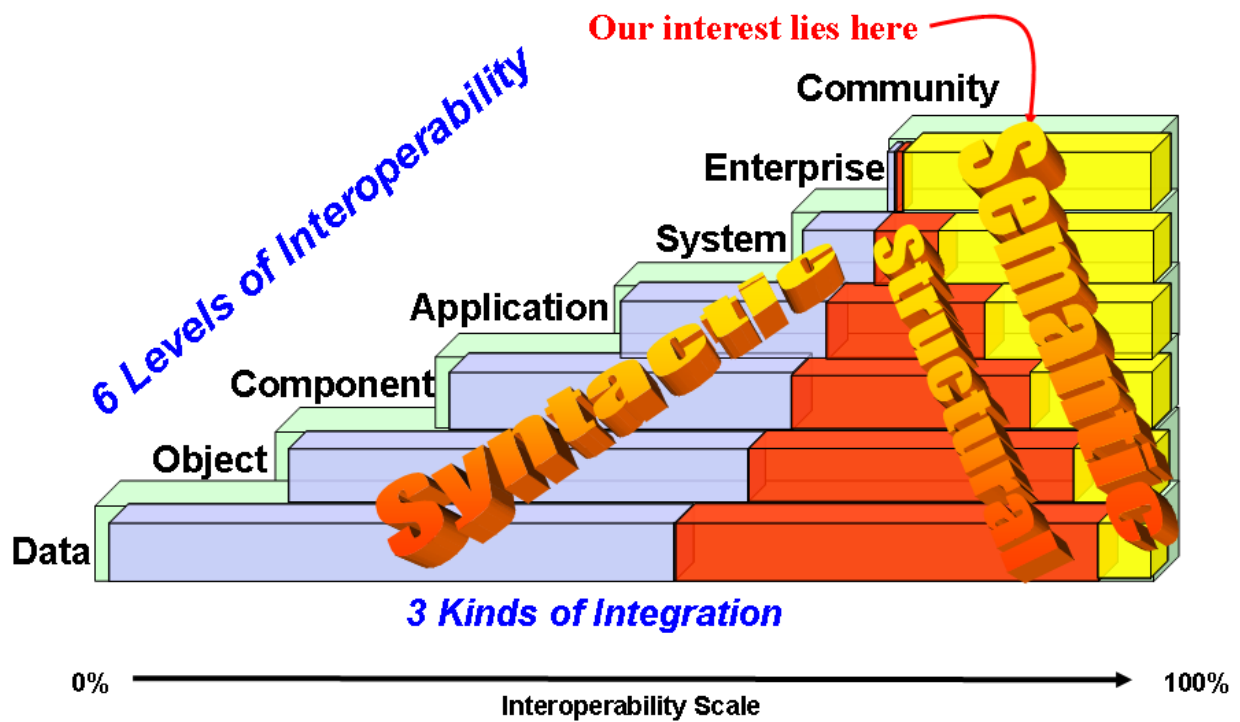 Our interest lies here
6 Levels of Interoperability
Community
Enterprise
System
Application
Component
Object
Data
Syntactic
Structural
Semantic
3 Kinds of Integration
0%
100%
Interoperability Scale